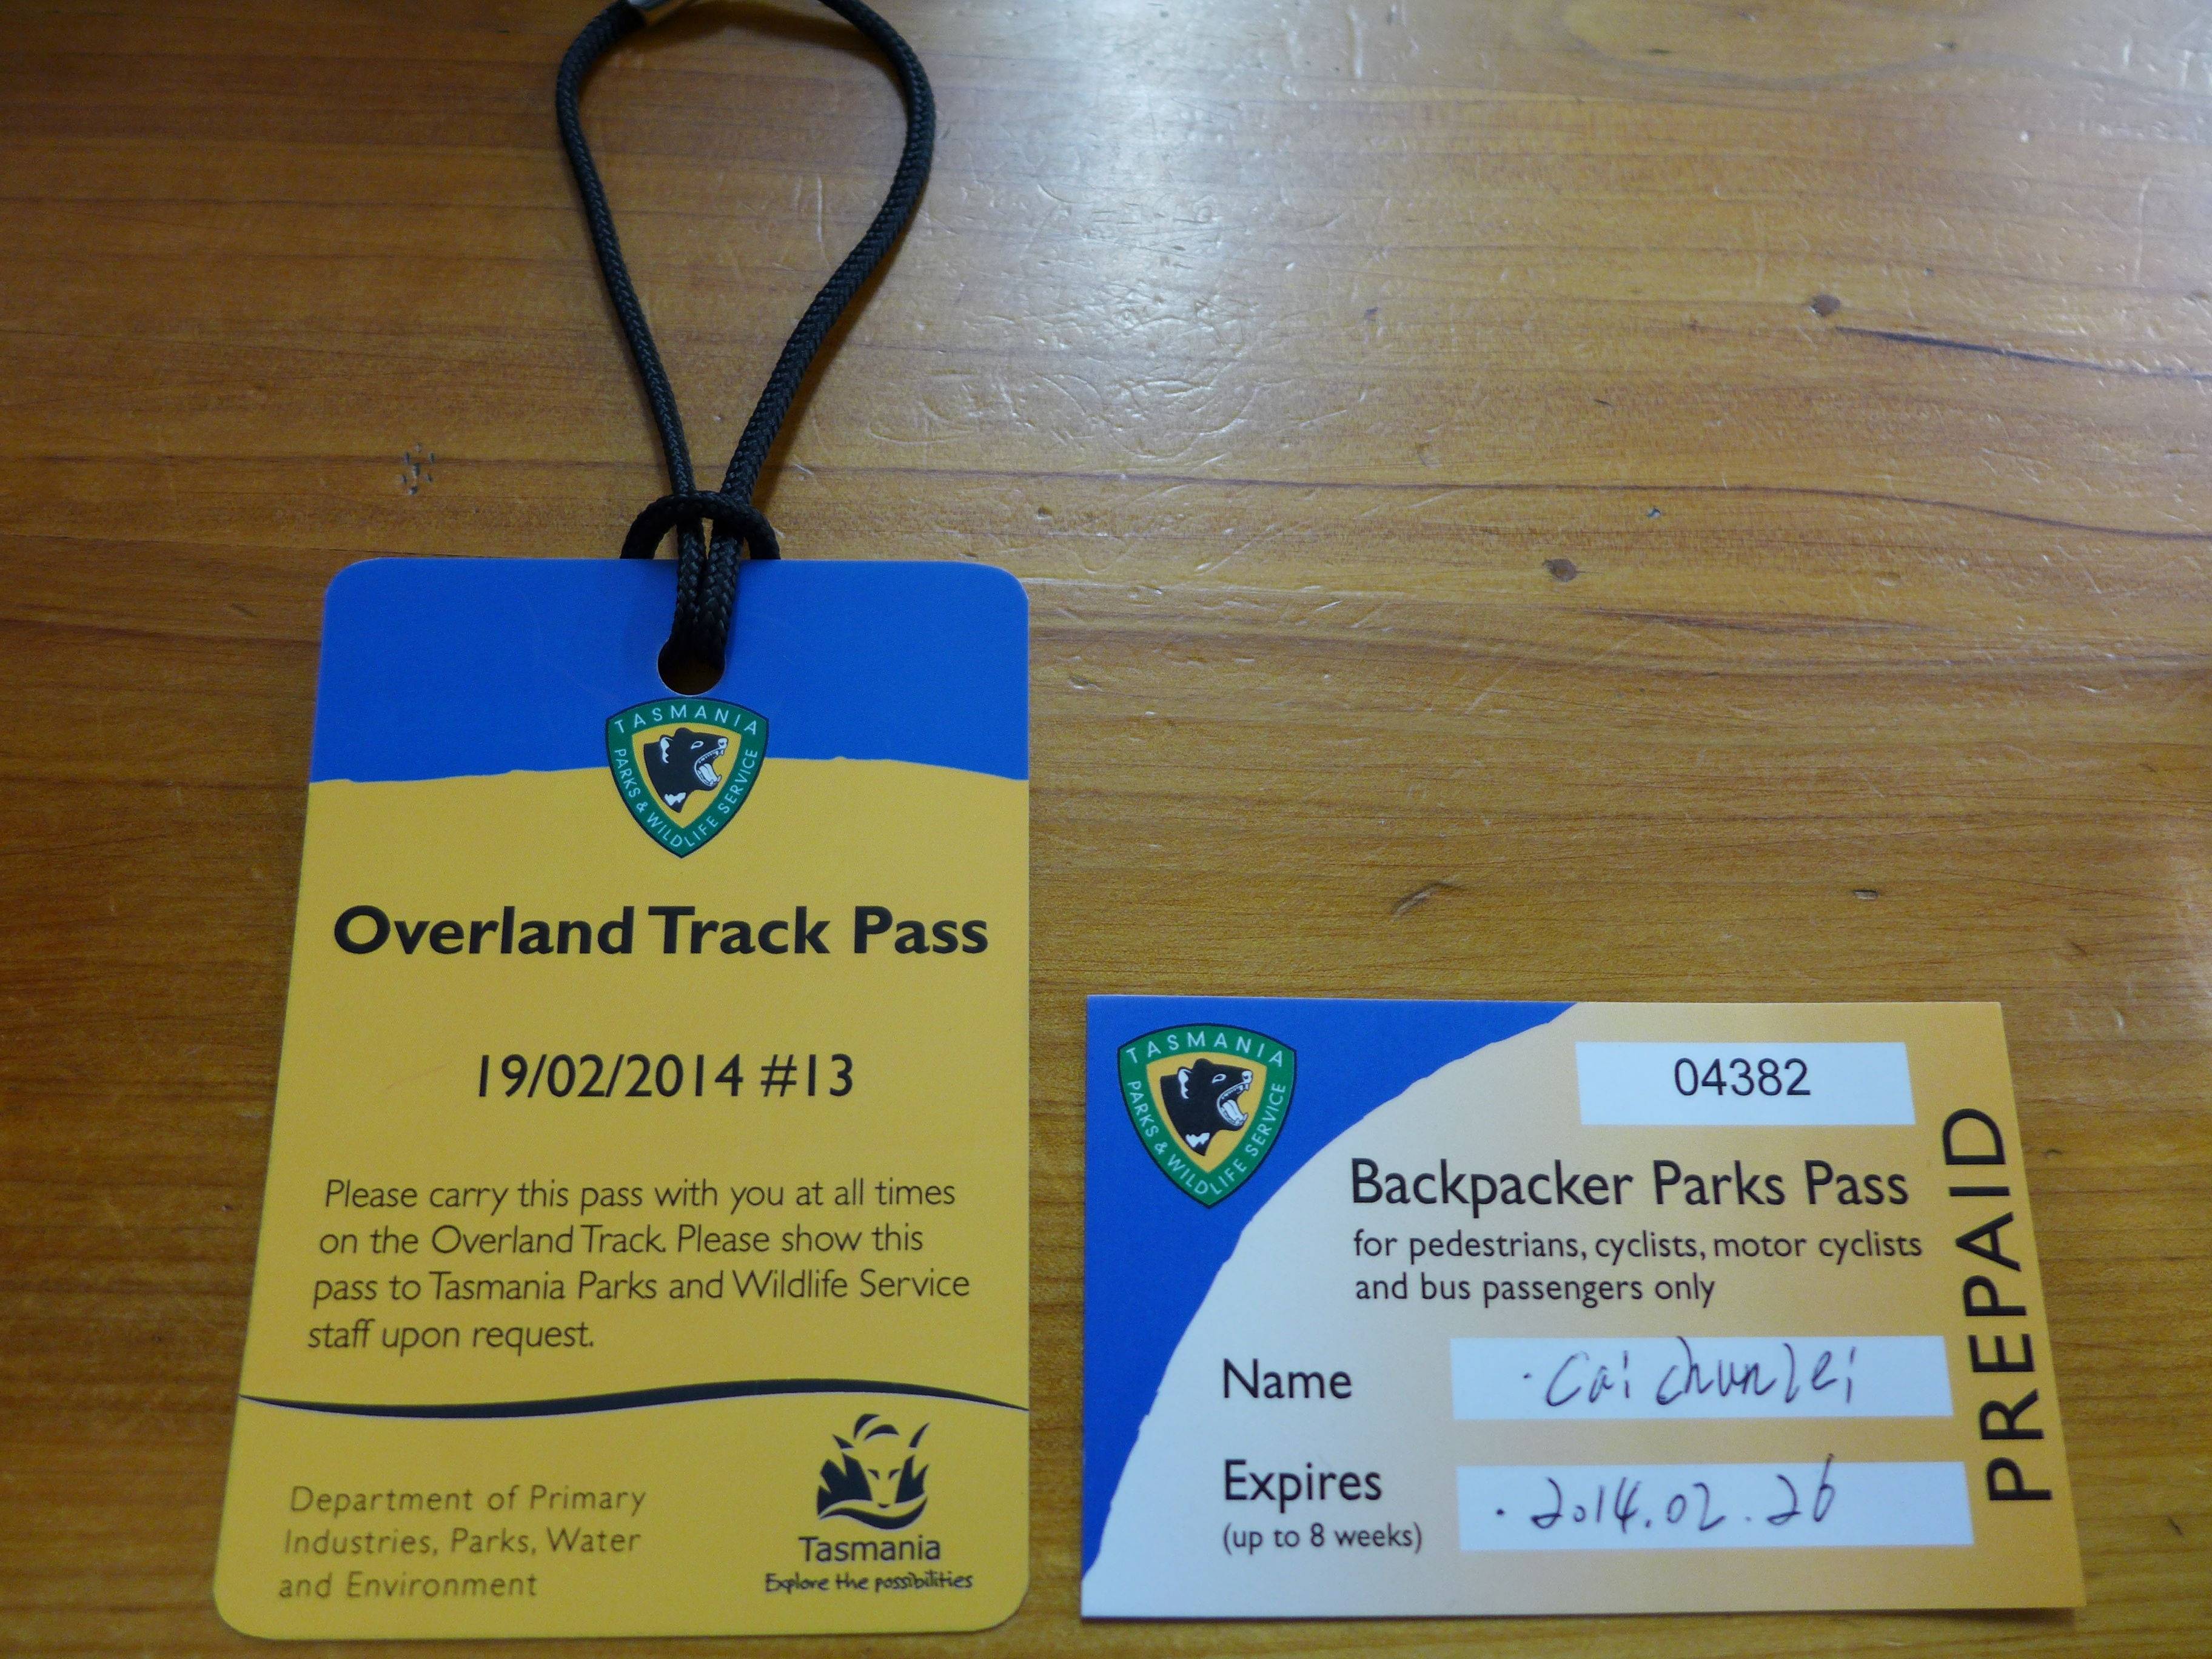 TASMANIA
PARKS & WILDLIFE SERVICE
Overland Track Pass
19/02/2014 #13
Please carry this pass with you at all times
on the Overland Track. Please show this
pass to Tasmania Parks and Wildlife Service
staff upon request.
Department of Primary
Industries, Parks, Water
and Environment
Tasmania
Explore the possibilities
TASMANIA
PARKS & WILDLIFE SERVICE
04382
Backpacker Parks Pass
for pedestrians, cyclists, motor cyclists
and bus passengers only
Name Cai chunlei
Expires 2014.02.26
(up to 8 weeks)
PREPAID